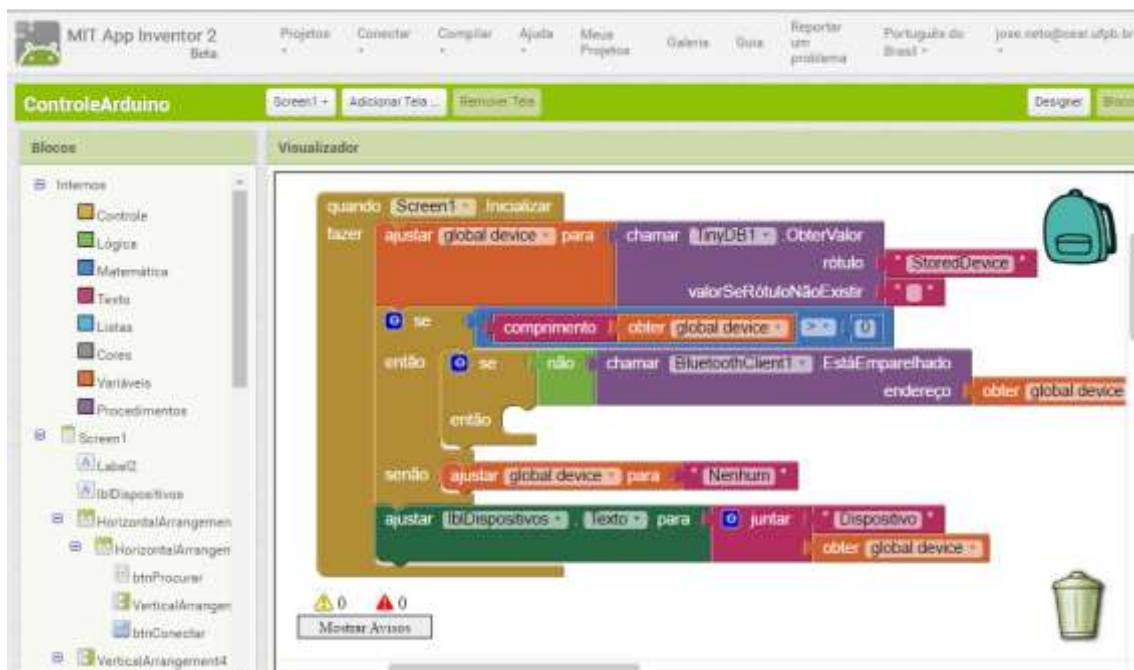 MIT App Inventor 2
Beta
Projetos Conectar Compilar Ajuda Meus Projetos Galeria Guia Reportar um problema Português do Brasil
ControleArduino
Screen1 Adicionar Tela ... Remover Tela Designer
Blocos
Visualizador
Internos
Controle
Lógica
Matemática
Texto
Listas
Cores
Variáveis
Procedimentos
Screen1
Label2
lblDispositivos
HorizontalArrangemen
HorizontalArrangen
btnProcurar
VerticalArrangen
btnConectar
VerticalArrangement4
quando Screen1 .Inicializar
fazer ajustar global device para chamar TinyDB1 .ObterValor
rótulo " StoredDevice "
valorSeRótuloNãoExistir " "
se comprimento obter global device > 0
então se não chamar BluetoothClient1 .EstáEmparelhado
endereço obter global device
então
senão ajustar global device para " Nenhum "
ajustar lblDispositivos . Texto para juntar " Dispositivo "
obter global device
0 0
Mostrar Avisos